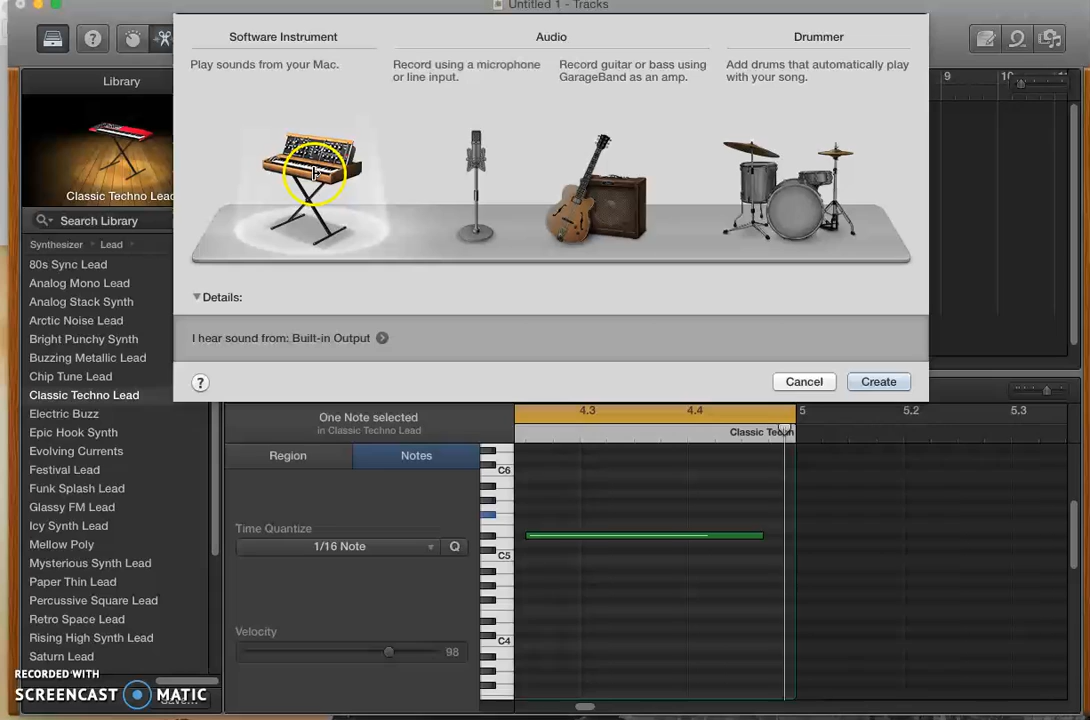 Untitled 1 - Tracks
Software Instrument
Audio
Drummer
Play sounds from your Mac.
Record using a microphone
or line input.
Record guitar or bass using
GarageBand as an amp.
Add drums that automatically play
with your song.
9
10
Library
Classic Techno Lead
Search Library
Synthesizer
Lead
80s Sync Lead
Analog Mono Lead
Analog Stack Synth
Arctic Noise Lead
Bright Punchy Synth
Buzzing Metallic Lead
Chip Tune Lead
Classic Techno Lead
Electric Buzz
Epic Hook Synth
Evolving Currents
Festival Lead
Funk Splash Lead
Glassy FM Lead
Icy Synth Lead
Mellow Poly
Mysterious Synth Lead
Paper Thin Lead
Percussive Square Lead
Retro Space Lead
Rising High Synth Lead
Saturn Lead
Save...
Details:
I hear sound from: Built-in Output
?
Cancel
Create
One Note selected
in Classic Techno Lead
Region
Notes
Time Quantize
1/16 Note
Q
Velocity
98
4.3
4.4
5
5.2
5.3
Classic
C6
C5
C4
RECORDED WITH
SCREENCAST MATIC